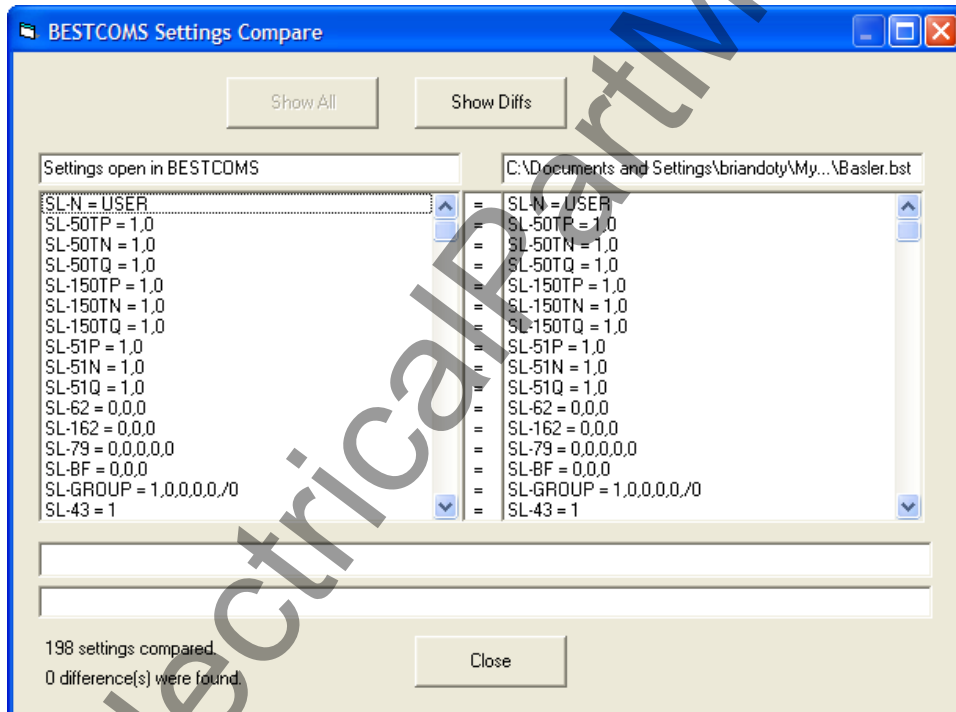 BESTCOMS Settings Compare
Show All
Show Diffs
Settings open in BESTCOMS
C:\Documents and Settings\briandoty\My...\Basler.bst
SL-N = USER = SL-N = USER
SL-50TP = 1,0 = SL-50TP = 1,0
SL-50TN = 1,0 = SL-50TN = 1,0
SL-50TQ = 1,0 = SL-50TQ = 1,0
SL-150TP = 1,0 = SL-150TP = 1,0
SL-150TN = 1,0 = SL-150TN = 1,0
SL-150TQ = 1,0 = SL-150TQ = 1,0
SL-51P = 1,0 = SL-51P = 1,0
SL-51N = 1,0 = SL-51N = 1,0
SL-51Q = 1,0 = SL-51Q = 1,0
SL-62 = 0,0,0 = SL-62 = 0,0,0
SL-162 = 0,0,0 = SL-162 = 0,0,0
SL-79 = 0,0,0,0,0 = SL-79 = 0,0,0,0,0
SL-BF = 0,0,0 = SL-BF = 0,0,0
SL-GROUP = 1,0,0,0,0,/0 = SL-GROUP = 1,0,0,0,0,/0
SL-43 = 1 = SL-43 = 1
198 settings compared.
0 difference(s) were found.
Close
lectricalPartM